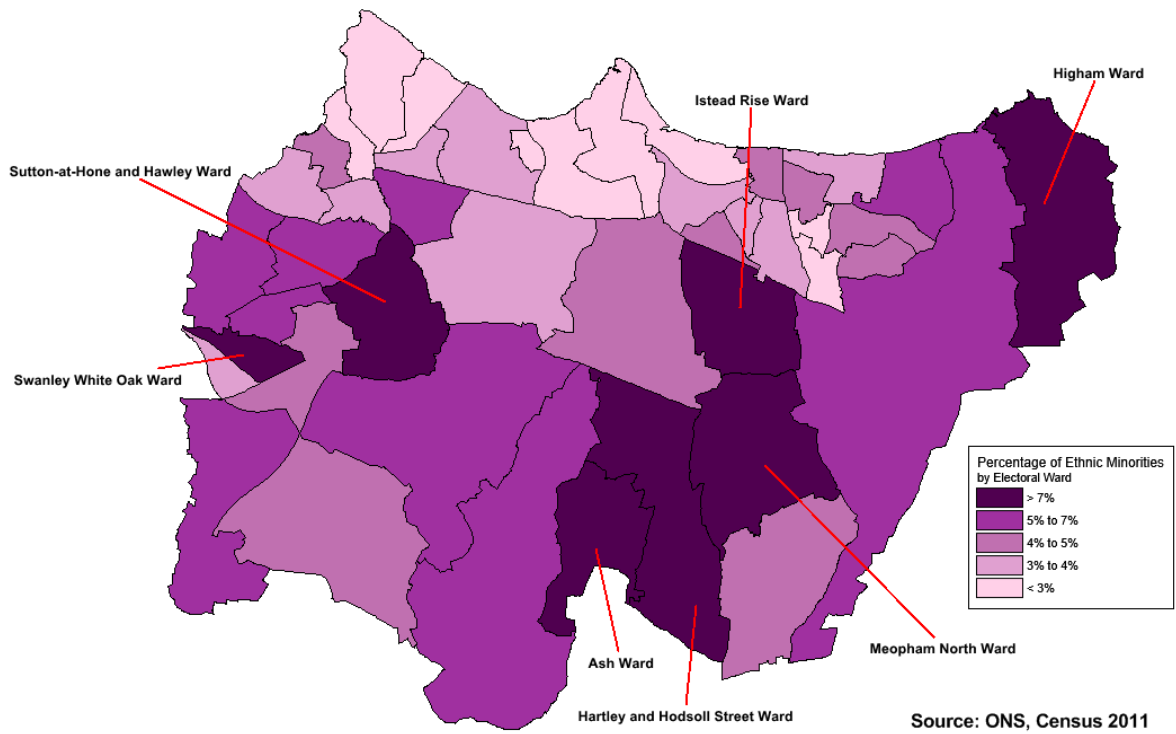 Higham Ward
Istead Rise Ward
Sutton-at-Hone and Hawley Ward
Swanley White Oak Ward
Percentage of Ethnic Minorities
by Electoral Ward
> 7%
5% to 7%
4% to 5%
3% to 4%
< 3%
Meopham North Ward
Ash Ward
Hartley and Hodsoll Street Ward
Source: ONS, Census 2011